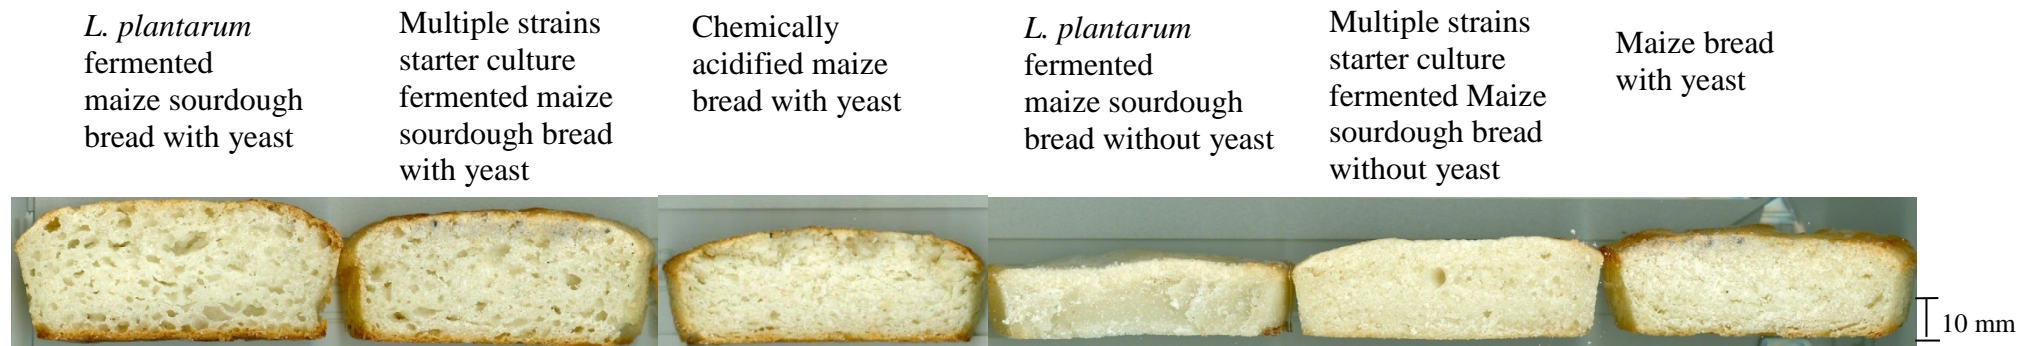 L. plantarum
fermented
maize sourdough
bread with yeast
Multiple strains
starter culture
fermented maize
sourdough bread
with yeast
Chemically
acidified maize
bread with yeast
L. plantarum
fermented
maize sourdough
bread without yeast
Multiple strains
starter culture
fermented Maize
sourdough bread
without yeast
Maize bread
with yeast
10 mm